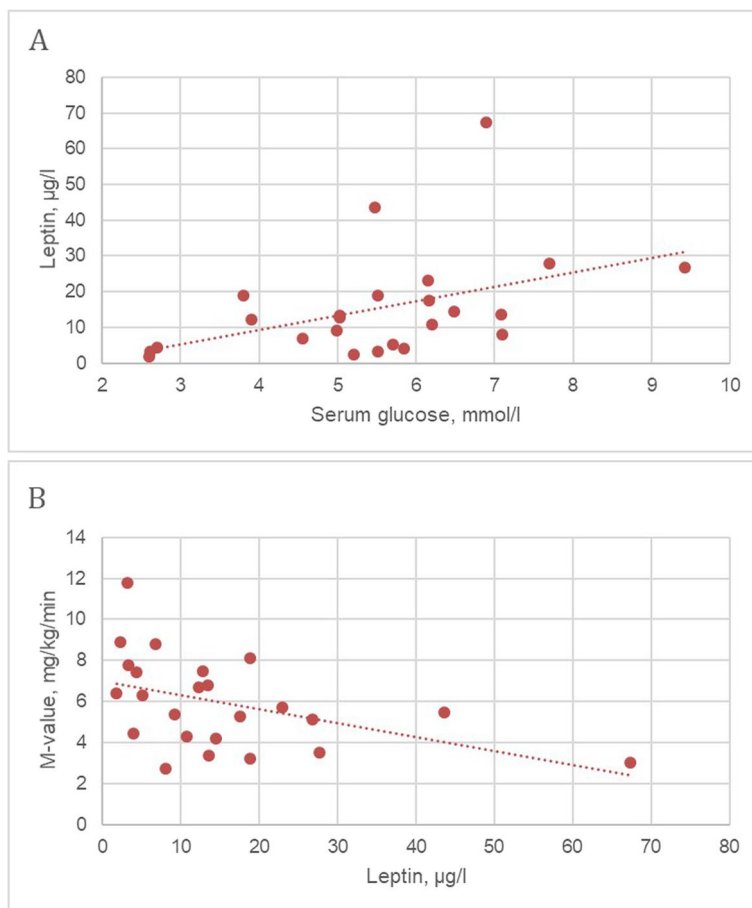 A
80
70
60
50
40
30
20
10
0
Leptin, µg/l
2 3 4 5 6 7 8 9 10
Serum glucose, mmol/l
B
14
12
10
8
6
4
2
0
M-value, mg/kg/min
0 10 20 30 40 50 60 70 80
Leptin, µg/l